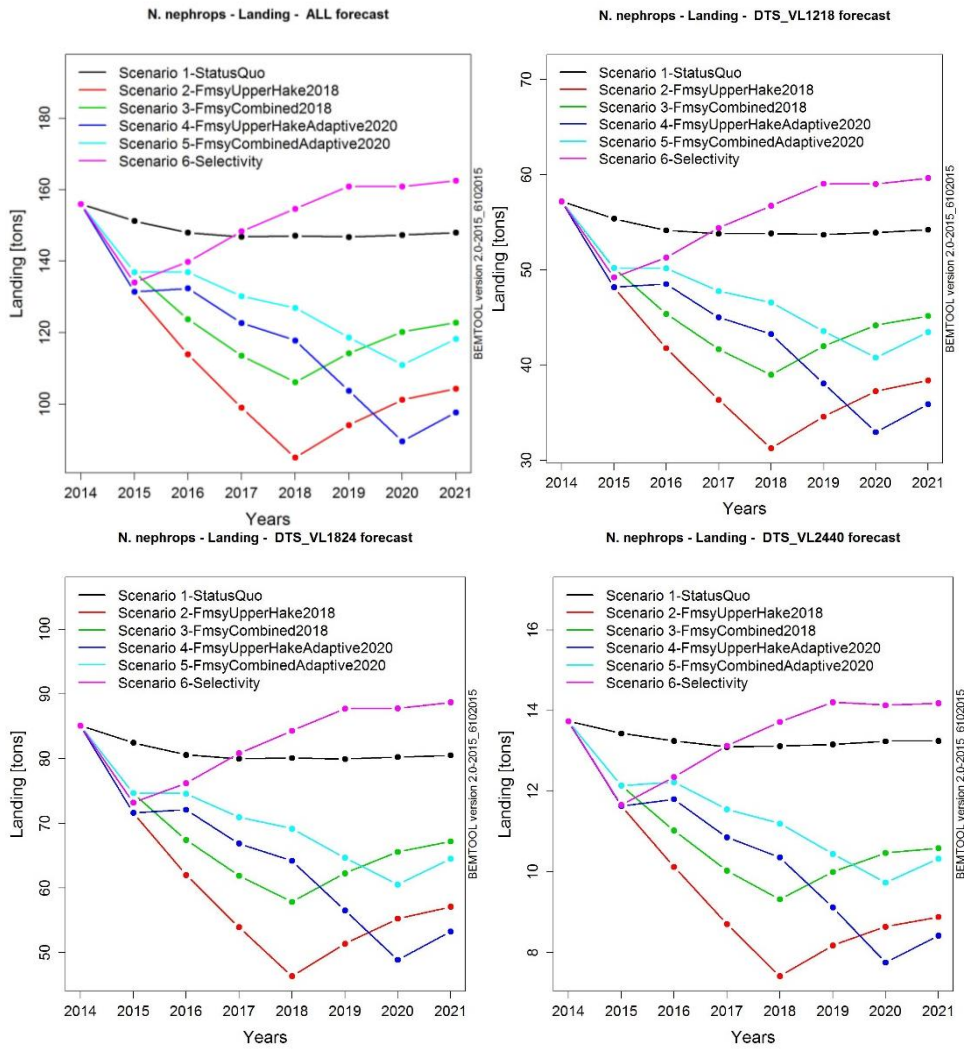 N. nephrops - Landing - ALL forecast
Landing [tons]
180
160
140
120
100
Scenario 1-StatusQuo
Scenario 2-FmsyUpperHake2018
Scenario 3-FmsyCombined2018
Scenario 4-FmsyUpperHakeAdaptive2020
Scenario 5-FmsyCombinedAdaptive2020
Scenario 6-Selectivity
BEMTOOL version 2.0-2015_6102015
2014 2015 2016 2017 2018 2019 2020 2021
Years
N. nephrops - Landing - DTS_VL1218 forecast
Landing [tons]
70
60
50
40
30
Scenario 1-StatusQuo
Scenario 2-FmsyUpperHake2018
Scenario 3-FmsyCombined2018
Scenario 4-FmsyUpperHakeAdaptive2020
Scenario 5-FmsyCombinedAdaptive2020
Scenario 6-Selectivity
BEMTOOL version 2.0-2015_6102015
2014 2015 2016 2017 2018 2019 2020 2021
Years
N. nephrops - Landing - DTS_VL1824 forecast
Landing [tons]
100
90
80
70
60
50
Scenario 1-StatusQuo
Scenario 2-FmsyUpperHake2018
Scenario 3-FmsyCombined2018
Scenario 4-FmsyUpperHakeAdaptive2020
Scenario 5-FmsyCombinedAdaptive2020
Scenario 6-Selectivity
BEMTOOL version 2.0-2015_6102015
2014 2015 2016 2017 2018 2019 2020 2021
Years
N. nephrops - Landing - DTS_VL2440 forecast
Landing [tons]
16
14
12
10
8
Scenario 1-StatusQuo
Scenario 2-FmsyUpperHake2018
Scenario 3-FmsyCombined2018
Scenario 4-FmsyUpperHakeAdaptive2020
Scenario 5-FmsyCombinedAdaptive2020
Scenario 6-Selectivity
BEMTOOL version 2.0-2015_6102015
2014 2015 2016 2017 2018 2019 2020 2021
Years